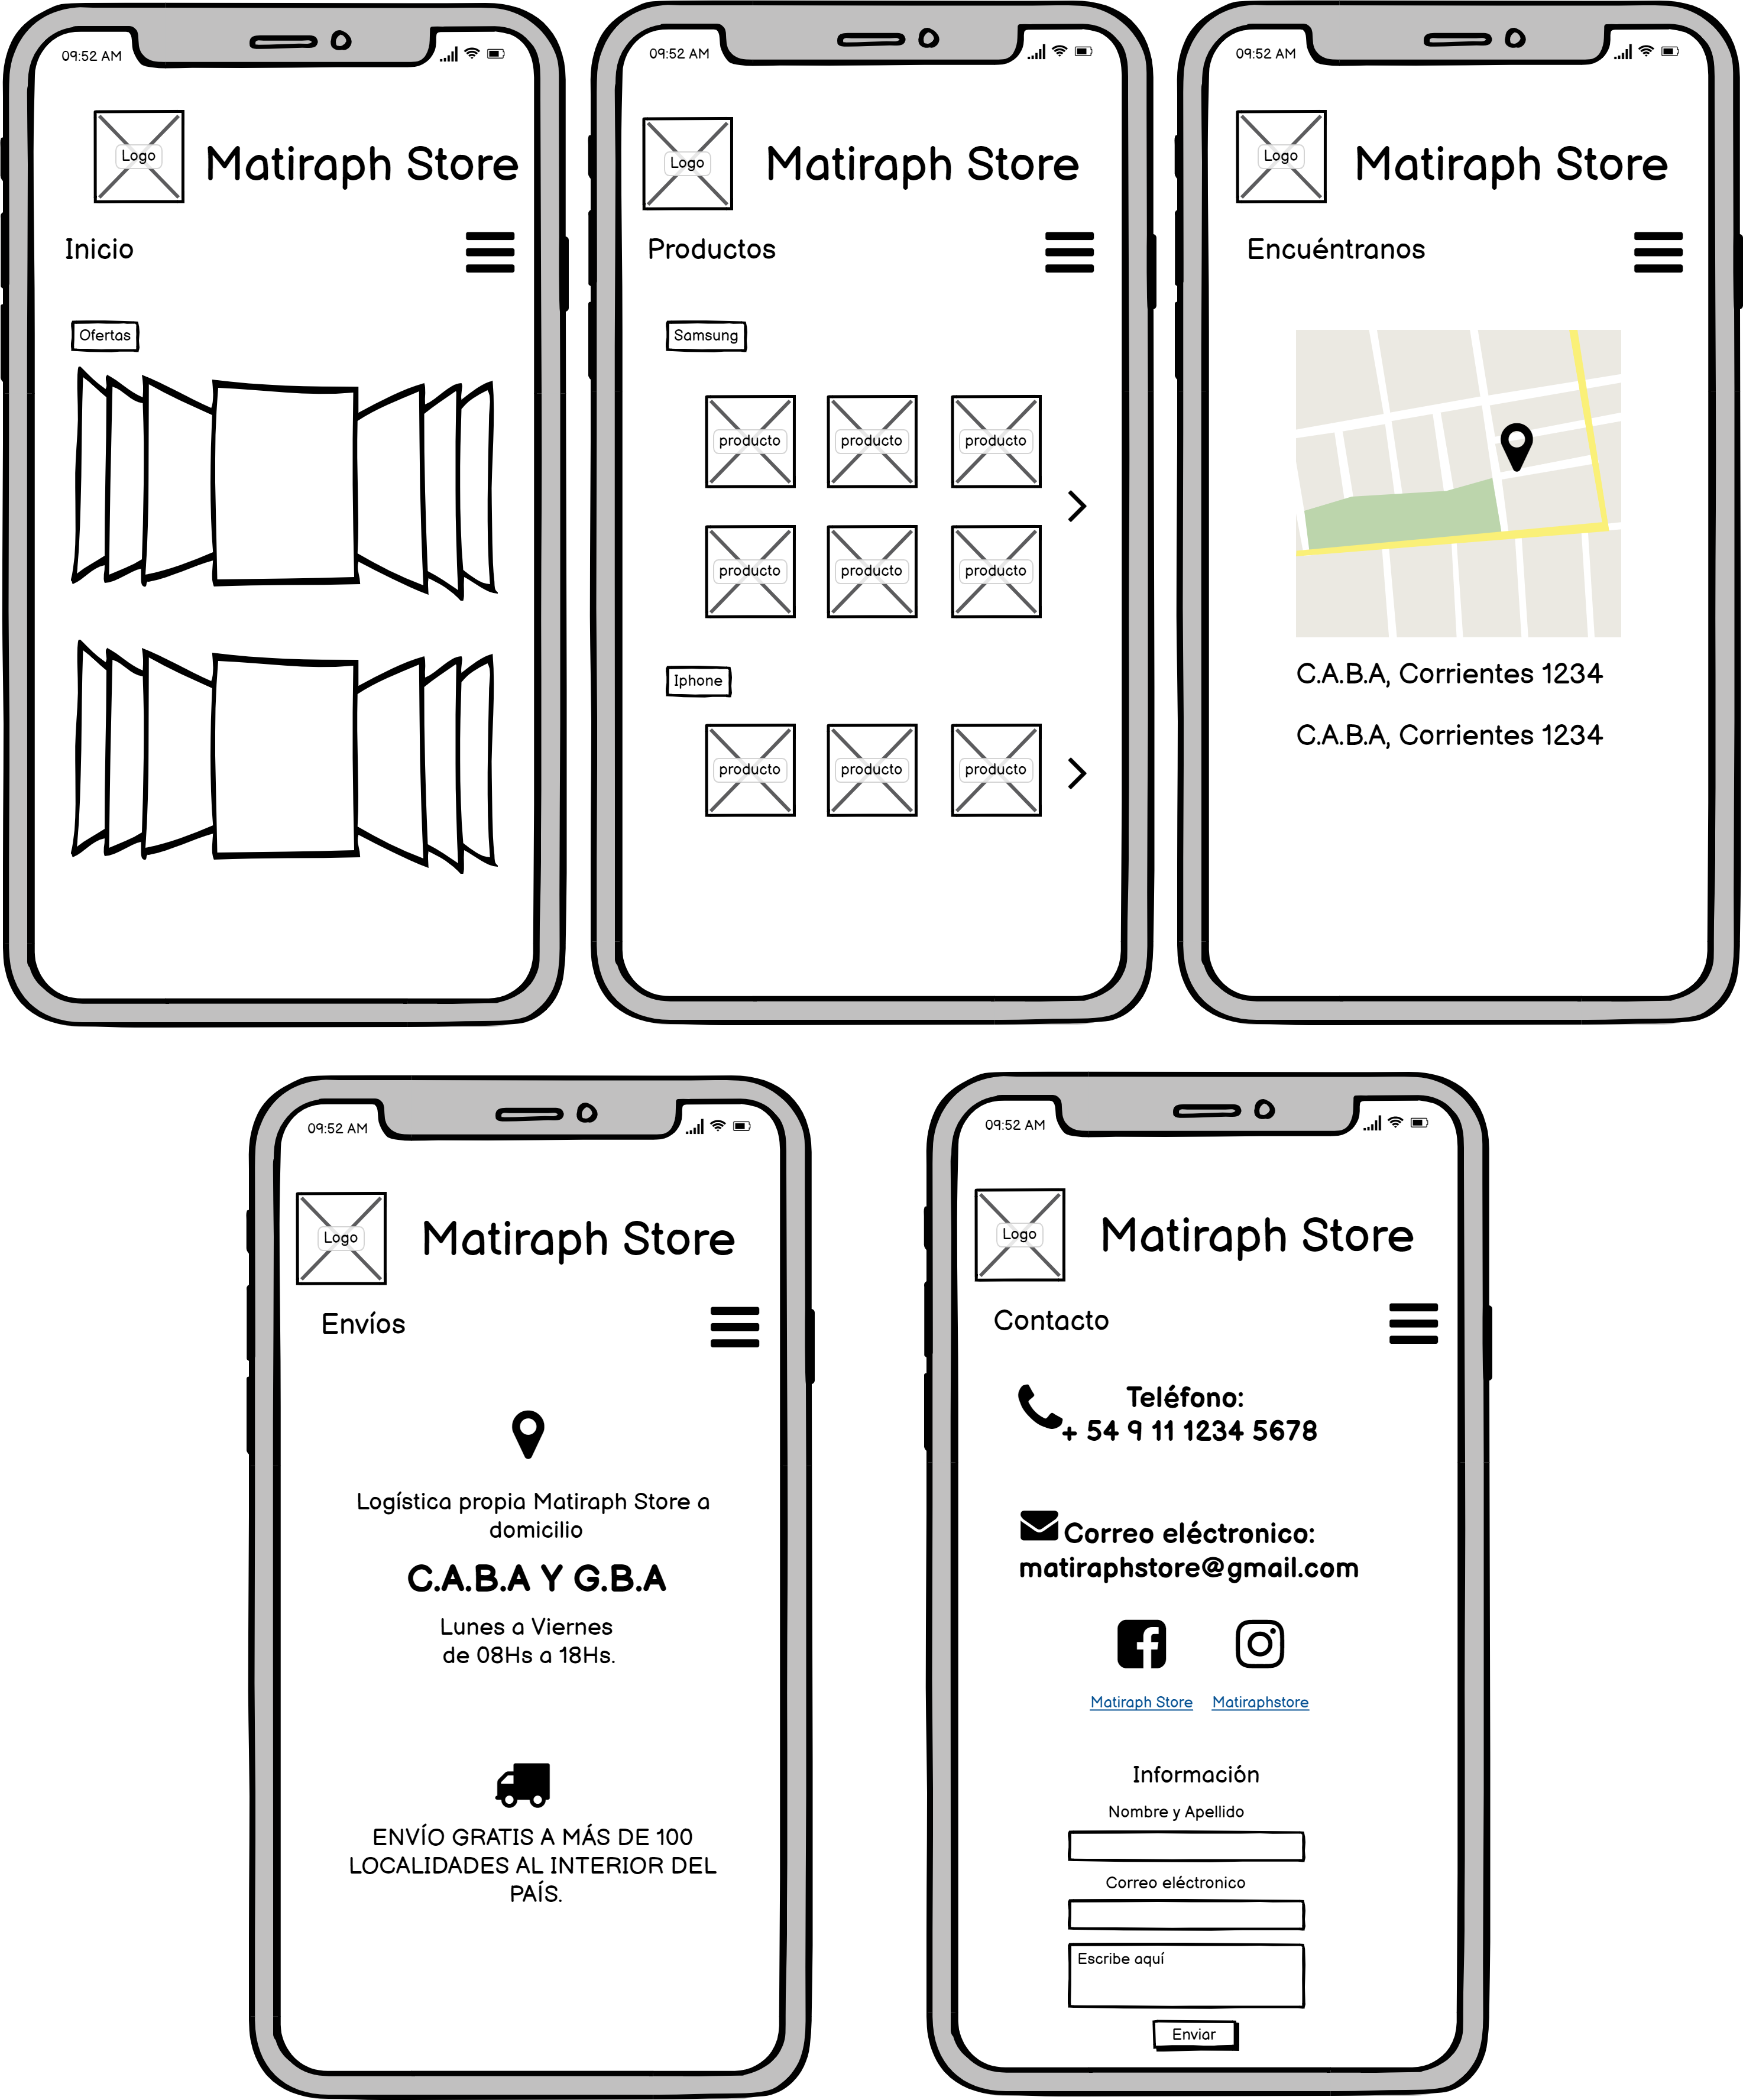 09:52 AM
Logo
Matiraph Store
Inicio
Ofertas
09:52 AM
Logo
Matiraph Store
Productos
Samsung
producto producto producto
producto producto producto
Iphone
producto producto producto
09:52 AM
Logo
Matiraph Store
Encuéntranos
C.A.B.A, Corrientes 1234
C.A.B.A, Corrientes 1234
09:52 AM
Logo
Matiraph Store
Envíos
Logística propia Matiraph Store a
domicilio
C.A.B.A Y G.B.A
Lunes a Viernes
de 08Hs a 18Hs.
ENVÍO GRATIS A MÁS DE 100
LOCALIDADES AL INTERIOR DEL
PAÍS.
09:52 AM
Logo
Matiraph Store
Contacto
Teléfono:
+ 54 9 11 1234 5678
Correo eléctronico:
matiraphstore@gmail.com
Matiraph Store Matiraphstore
Información
Nombre y Apellido
Correo eléctronico
Escribe aquí
Enviar